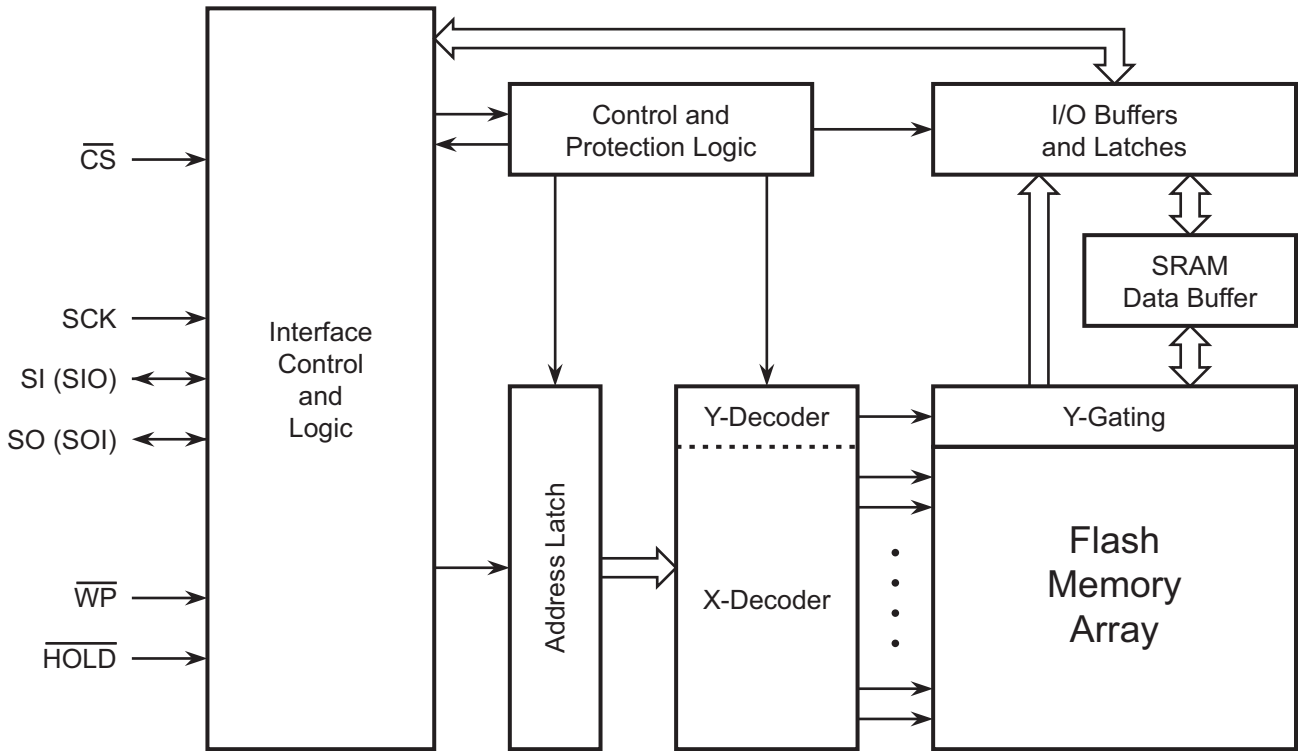 CS
SCK
SI (SIO)
SO (SOI)
WP
HOLD
Interface
Control
and
Logic
Control and
Protection Logic
I/O Buffers
and Latches
SRAM
Data Buffer
Address Latch
Y-Decoder
X-Decoder
Y-Gating
Flash
Memory
Array